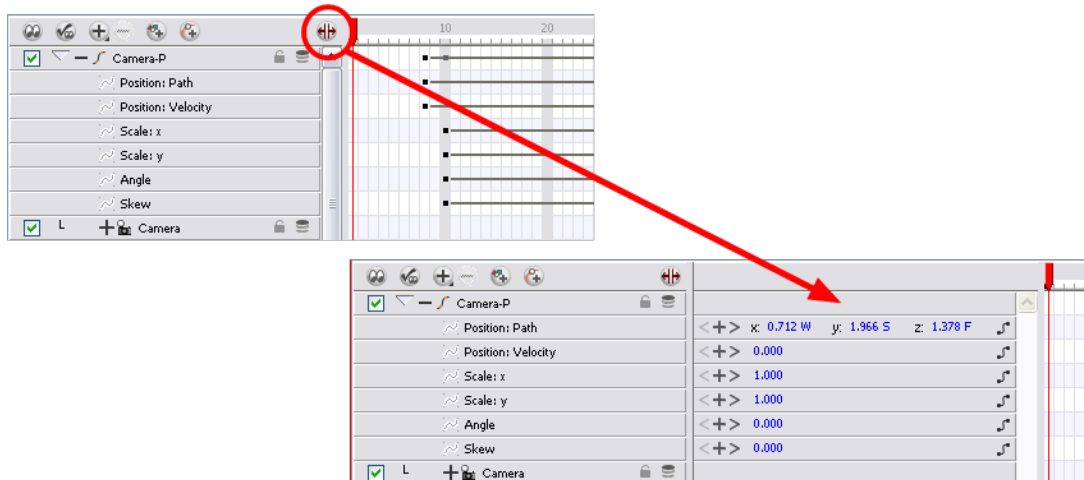 10 20
Camera-P
Position: Path
Position: Velocity
Scale: x
Scale: y
Angle
Skew
Camera
Camera-P
Position: Path x: 0.712 W y: 1.966 S z: 1.378 F
Position: Velocity 0.000
Scale: x 1.000
Scale: y 1.000
Angle 0.000
Skew 0.000
Camera